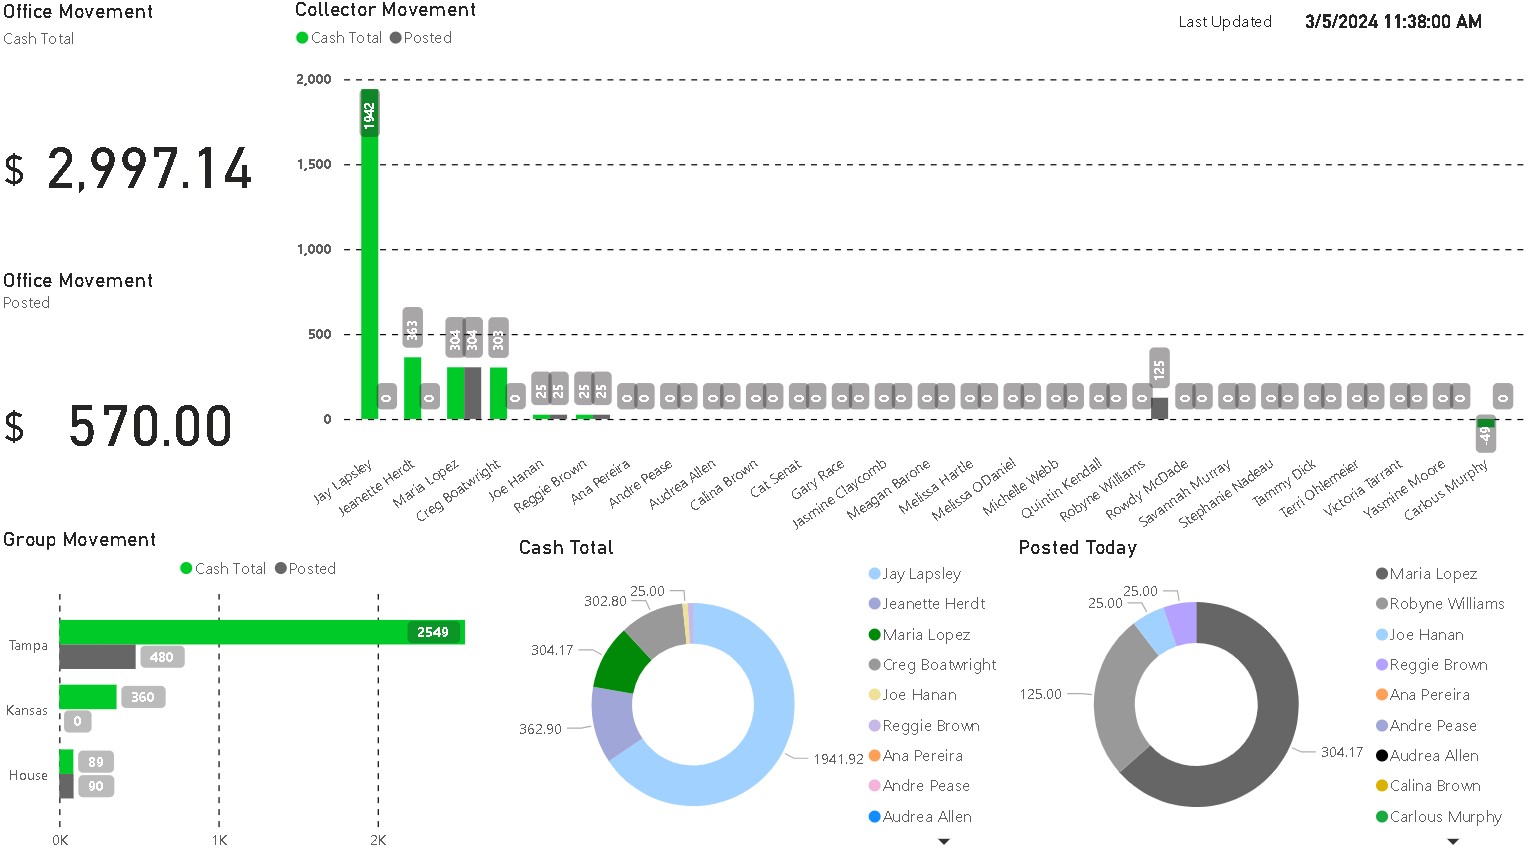 Office Movement
Cash Total
$ 2,997.14
Office Movement
Posted
$ 570.00
Collector Movement
Cash Total Posted
Last Updated 3/5/2024 11:38:00 AM
2,000
1,500
1,000
500
0
1942 0 363 0 304 304 303 0 25 25 25 25 0 0 0 0 0 0 0 0 0 0 0 0 0 0 0 0 0 0 0 0 0 0 0 0 0 125 0 0 0 0 0 0 0 0 0 0 0 0 0 0 -49 0
Jay Lapsley
Jeanette Herdt
Maria Lopez
Creg Boatwright
Joe Hanan
Reggie Brown
Ana Pereira
Andre Pease
Audrea Allen
Calina Brown
Cat Senat
Gary Race
Jasmine Claycomb
Meagan Barone
Melissa Hartle
Melissa ODaniel
Michelle Webb
Quintin Kendall
Robyne Williams
Rowdy McDade
Savannah Murray
Stephanie Nadeau
Tammy Dick
Terri Ohlemeier
Victoria Tarrant
Yasmine Moore
Carlous Murphy
Group Movement
Cash Total Posted
Tampa
2549
480
Kansas
360
0
House
89
90
0K 1K 2K
Cash Total
25.00
302.80
304.17
362.90
1941.92
Jay Lapsley
Jeanette Herdt
Maria Lopez
Creg Boatwright
Joe Hanan
Reggie Brown
Ana Pereira
Andre Pease
Audrea Allen
Posted Today
25.00
25.00
125.00
304.17
Maria Lopez
Robyne Williams
Joe Hanan
Reggie Brown
Ana Pereira
Andre Pease
Audrea Allen
Calina Brown
Carlous Murphy